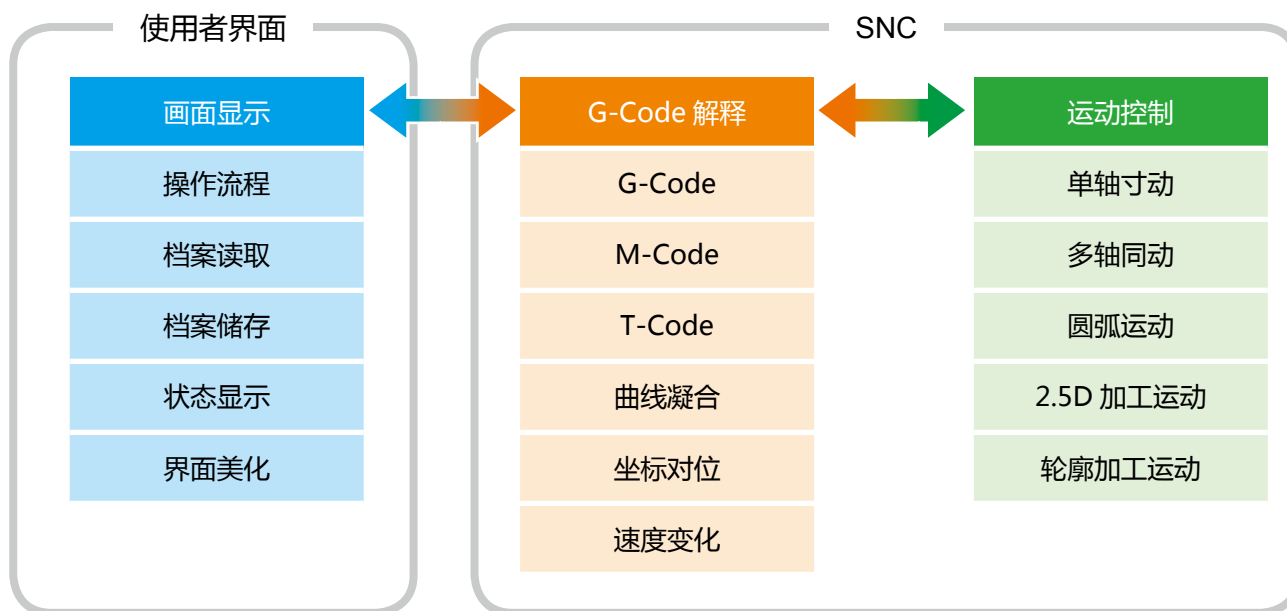 使用者界面
画面显示
操作流程
档案读取
档案储存
状态显示
界面美化
SNC
G-Code 解释
G-Code
M-Code
T-Code
曲线凝合
坐标对位
速度变化
运动控制
单轴寸动
多轴同动
圆弧运动
2.5D 加工运动
轮廓加工运动